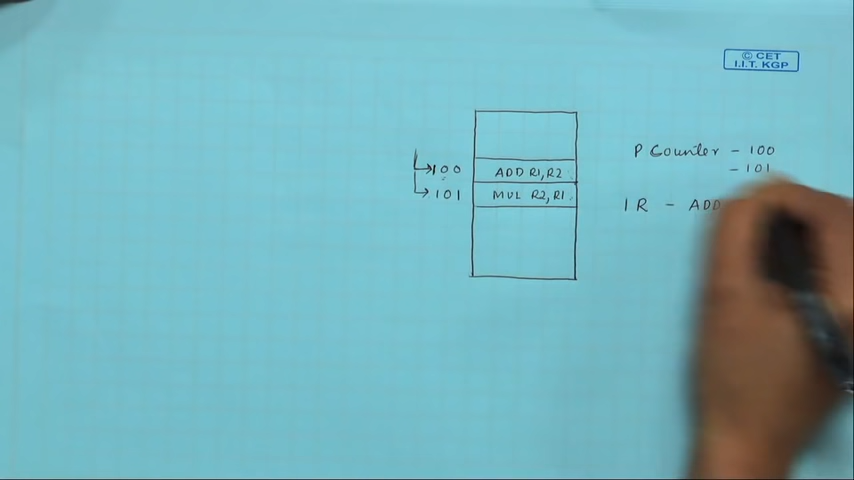 © CET
I.I.T. KGP
P Counter - 100
- 101
100 ADD R1, R2
101 MUL R2, R1
IR - ADD